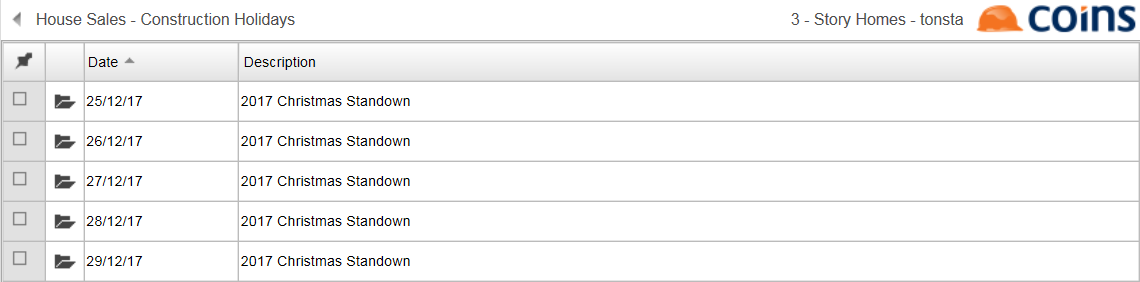 House Sales - Construction Holidays 3 - Story Homes - tonsta coins
Date Description
25/12/17 2017 Christmas Standown
26/12/17 2017 Christmas Standown
27/12/17 2017 Christmas Standown
28/12/17 2017 Christmas Standown
29/12/17 2017 Christmas Standown